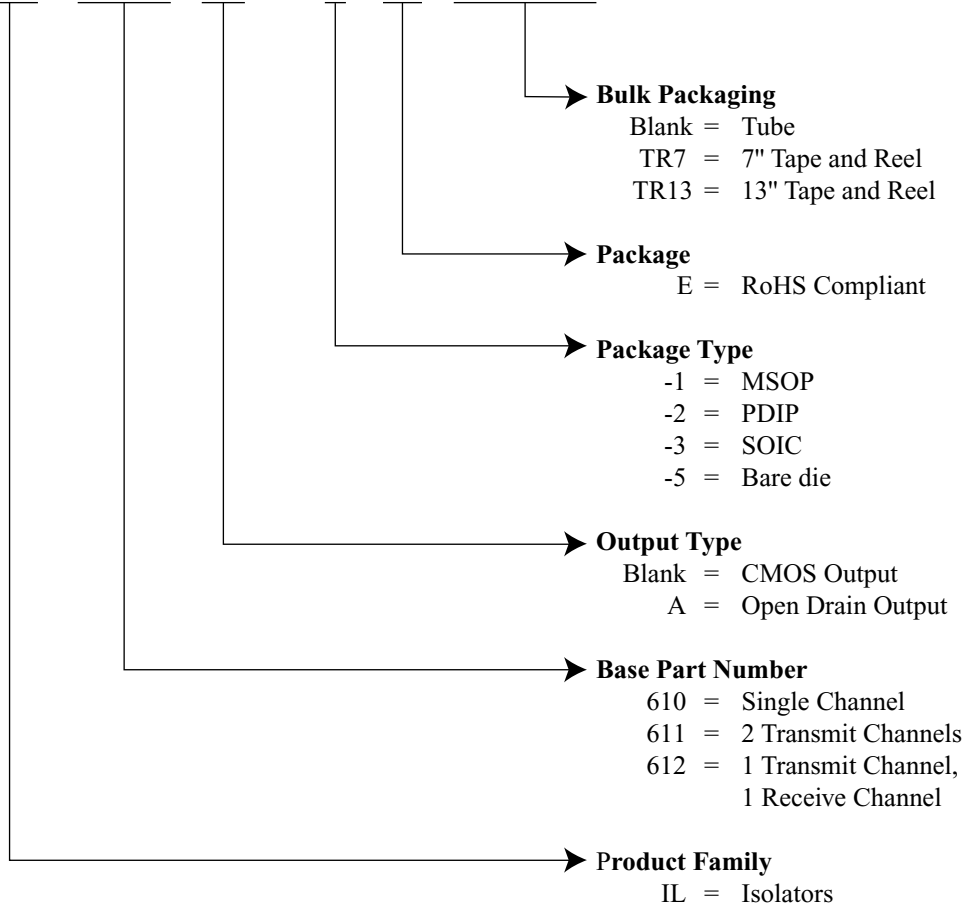 Bulk Packaging
Blank = Tube
TR7 = 7" Tape and Reel
TR13 = 13" Tape and Reel
Package
E = RoHS Compliant
Package Type
-1 = MSOP
-2 = PDIP
-3 = SOIC
-5 = Bare die
Output Type
Blank = CMOS Output
A = Open Drain Output
Base Part Number
610 = Single Channel
611 = 2 Transmit Channels
612 = 1 Transmit Channel,
1 Receive Channel
Product Family
IL = Isolators